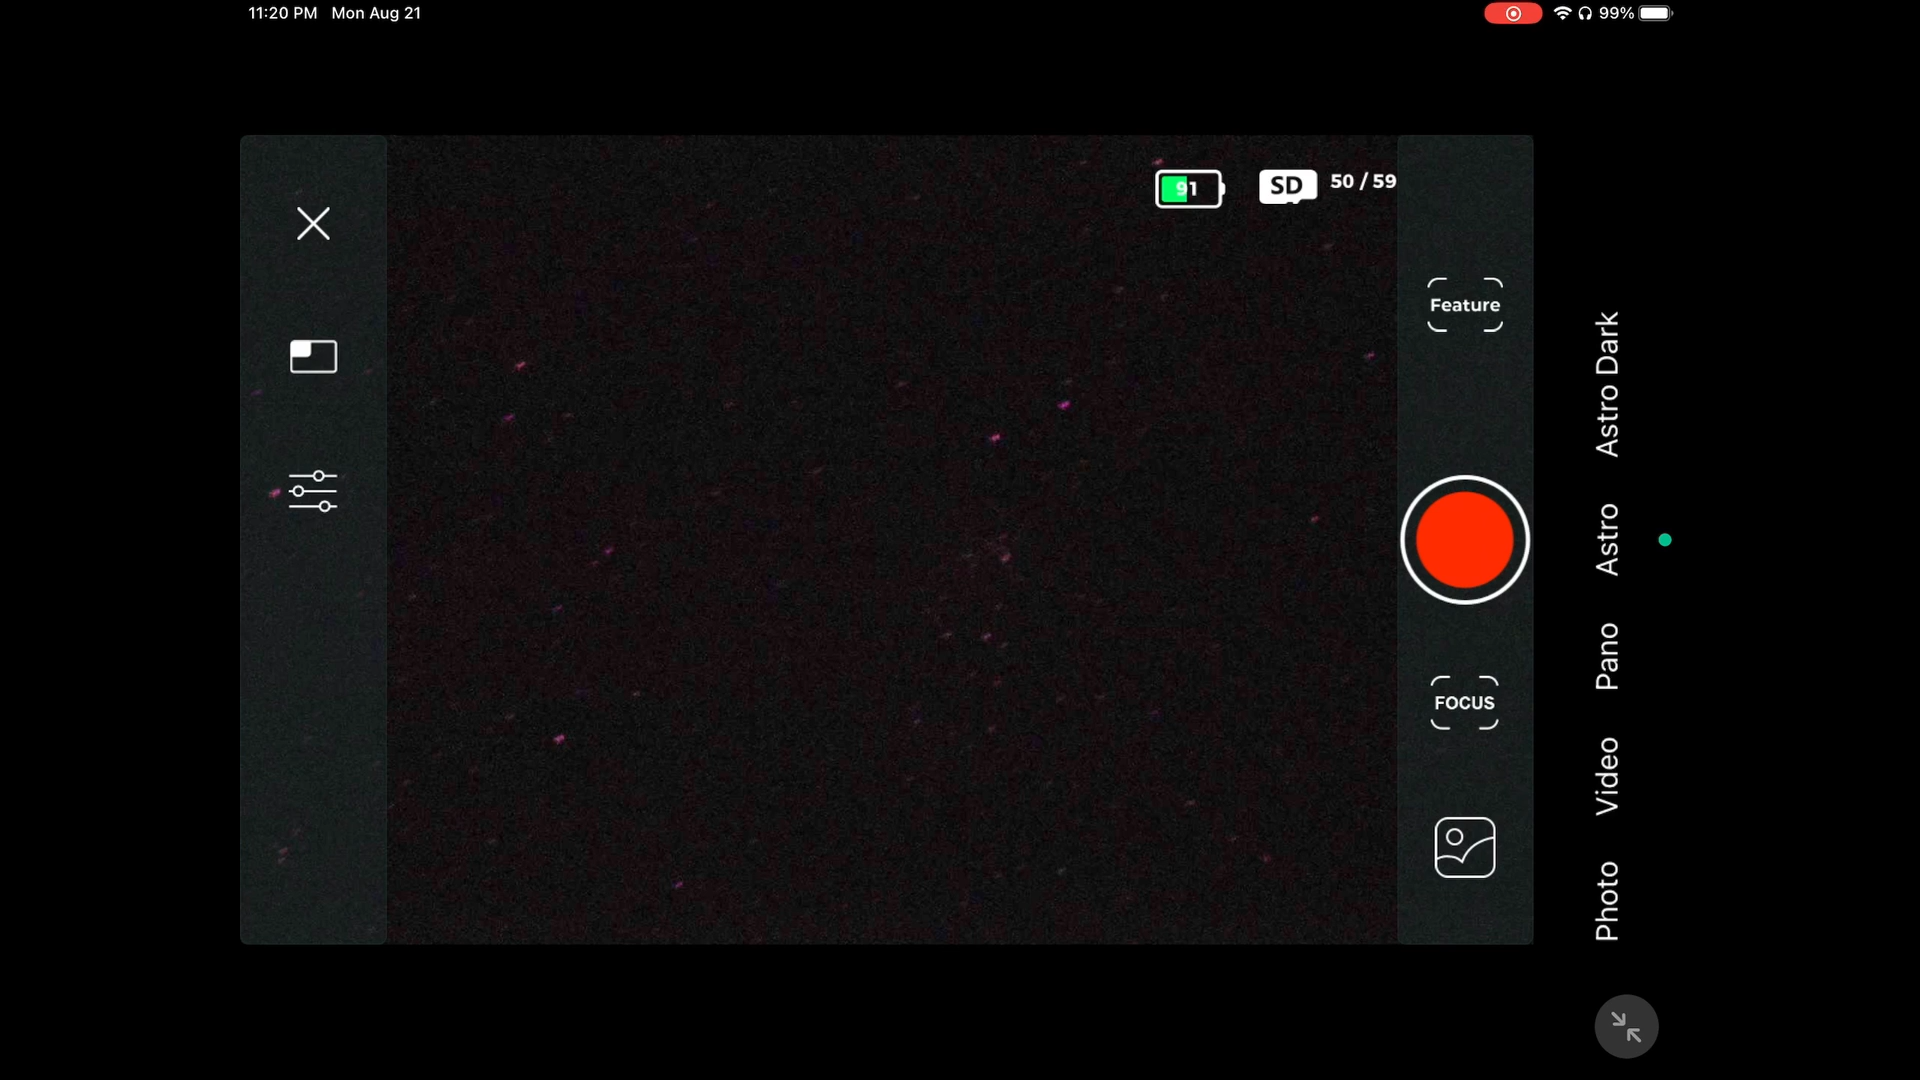 11:20 PM Mon Aug 21
99%
91
SD
50 / 59
Feature
FOCUS
Astro Dark
Astro
Pano
Video
Photo